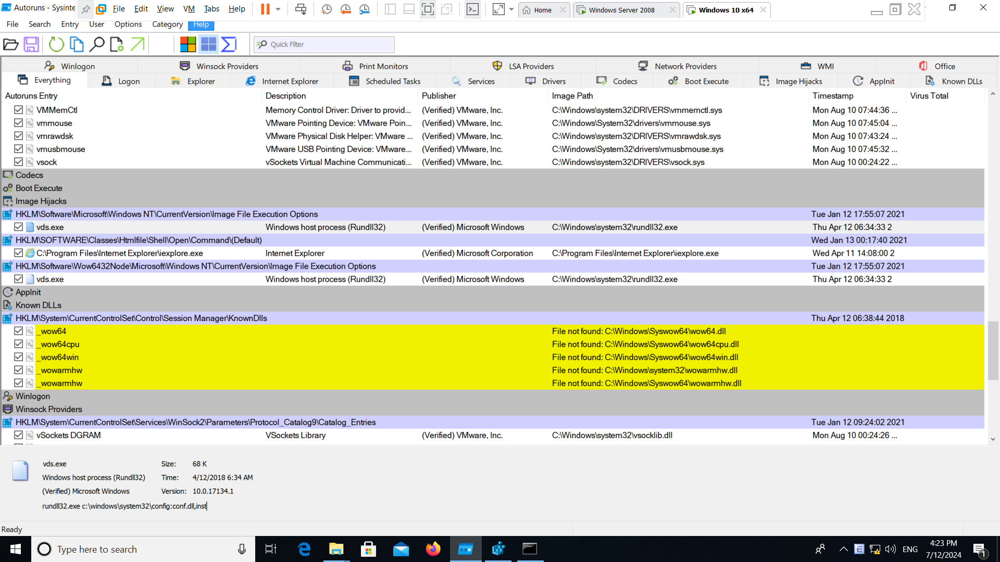 Autoruns - Sysinte
File Edit View VM Tabs Help
Home
Windows Server 2008
Windows 10 x64
File Search Entry User Options Category Help
Quick Filter
Winlogon Winsock Providers Print Monitors LSA Providers Network Providers WMI Office
Everything Logon Explorer Internet Explorer Scheduled Tasks Services Drivers Codecs Boot Execute Image Hijacks AppInit Known DLLs
Autoruns Entry Description Publisher Image Path Timestamp Virus Total
VMMemCtl Memory Control Driver: Driver to provid... (Verified) VMware, Inc. C:\Windows\system32\DRIVERS\vmmemctl.sys Mon Aug 10 07:44:36 ...
vmmouse VMware Pointing Device: VMware Poin... (Verified) VMware, Inc. C:\Windows\System32\drivers\vmmouse.sys Mon Aug 10 07:45:04 ...
vmrawdsk VMware Physical Disk Helper: VMware ... (Verified) VMware, Inc. C:\Windows\system32\DRIVERS\vmrawdsk.sys Mon Aug 10 07:43:24 ...
vmusbmouse VMware USB Pointing Device: VMware... (Verified) VMware, Inc. C:\Windows\System32\drivers\vmusbmouse.sys Mon Aug 10 07:45:32 ...
vsock vSockets Virtual Machine Communicati... (Verified) VMware, Inc. C:\Windows\system32\DRIVERS\vsock.sys Mon Aug 10 00:24:22 ...
Codecs
Boot Execute
Image Hijacks
HKLM\Software\Microsoft\Windows NT\CurrentVersion\Image File Execution Options Tue Jan 12 17:55:07 2021
vds.exe Windows host process (Rundll32) (Verified) Microsoft Windows C:\Windows\system32\rundll32.exe Thu Apr 12 06:34:33 2
HKLM\SOFTWARE\Classes\Htmlfile\Shell\Open\Command\(Default) Wed Jan 13 00:17:40 2021
C:\Program Files\Internet Explorer\iexplore.exe Internet Explorer (Verified) Microsoft Corporation C:\Program Files\Internet Explorer\iexplore.exe Wed Apr 11 14:08:00 2
HKLM\Software\Wow6432Node\Microsoft\Windows NT\CurrentVersion\Image File Execution Options Tue Jan 12 17:55:07 2021
vds.exe Windows host process (Rundll32) (Verified) Microsoft Windows C:\Windows\system32\rundll32.exe Thu Apr 12 06:34:33 2
AppInit
Known DLLs
HKLM\System\CurrentControlSet\Control\Session Manager\KnownDlls Thu Apr 12 06:38:44 2018
_wow64 File not found: C:\Windows\Syswow64\wow64.dll
_wow64cpu File not found: C:\Windows\Syswow64\wow64cpu.dll
_wow64win File not found: C:\Windows\Syswow64\wow64win.dll
_wowarmhw File not found: C:\Windows\system32\wowarmhw.dll
_wowarmhw File not found: C:\Windows\Syswow64\wowarmhw.dll
Winlogon
Winsock Providers
HKLM\System\CurrentControlSet\Services\WinSock2\Parameters\Protocol_Catalog9\Catalog_Entries Tue Jan 12 09:24:02 2021
vSockets DGRAM VSockets Library (Verified) VMware, Inc. C:\Windows\system32\vsocklib.dll Mon Aug 10 00:24:26 ...
vds.exe Size: 68 K
Windows host process (Rundll32) Time: 4/12/2018 6:34 AM
(Verified) Microsoft Windows Version: 10.0.17134.1
rundll32.exe c:\windows\system32\config:conf.dll,inst
Ready
Type here to search
ENG
4:23 PM
7/12/2024
1